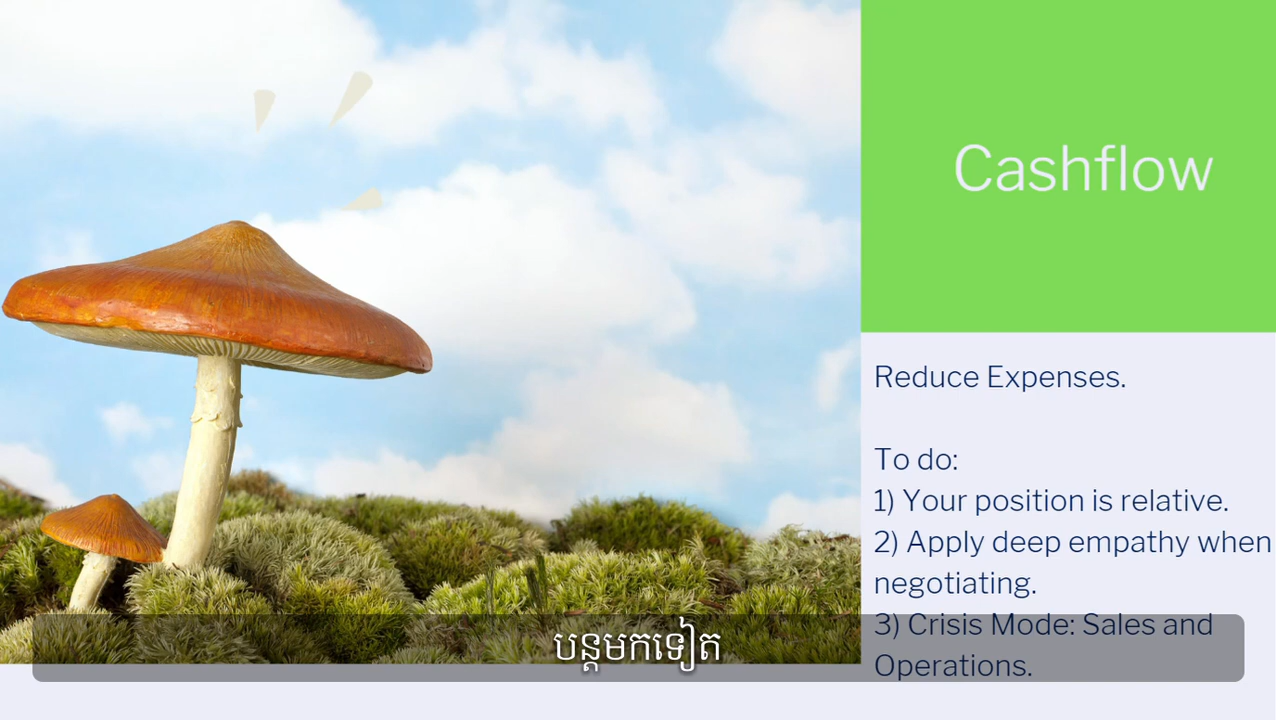 Cashflow
Reduce Expenses.
To do:
1) Your position is relative.
2) Apply deep empathy when
negotiating.
3) Crisis Mode: Sales and
Operations.
បន្តមកទៀត